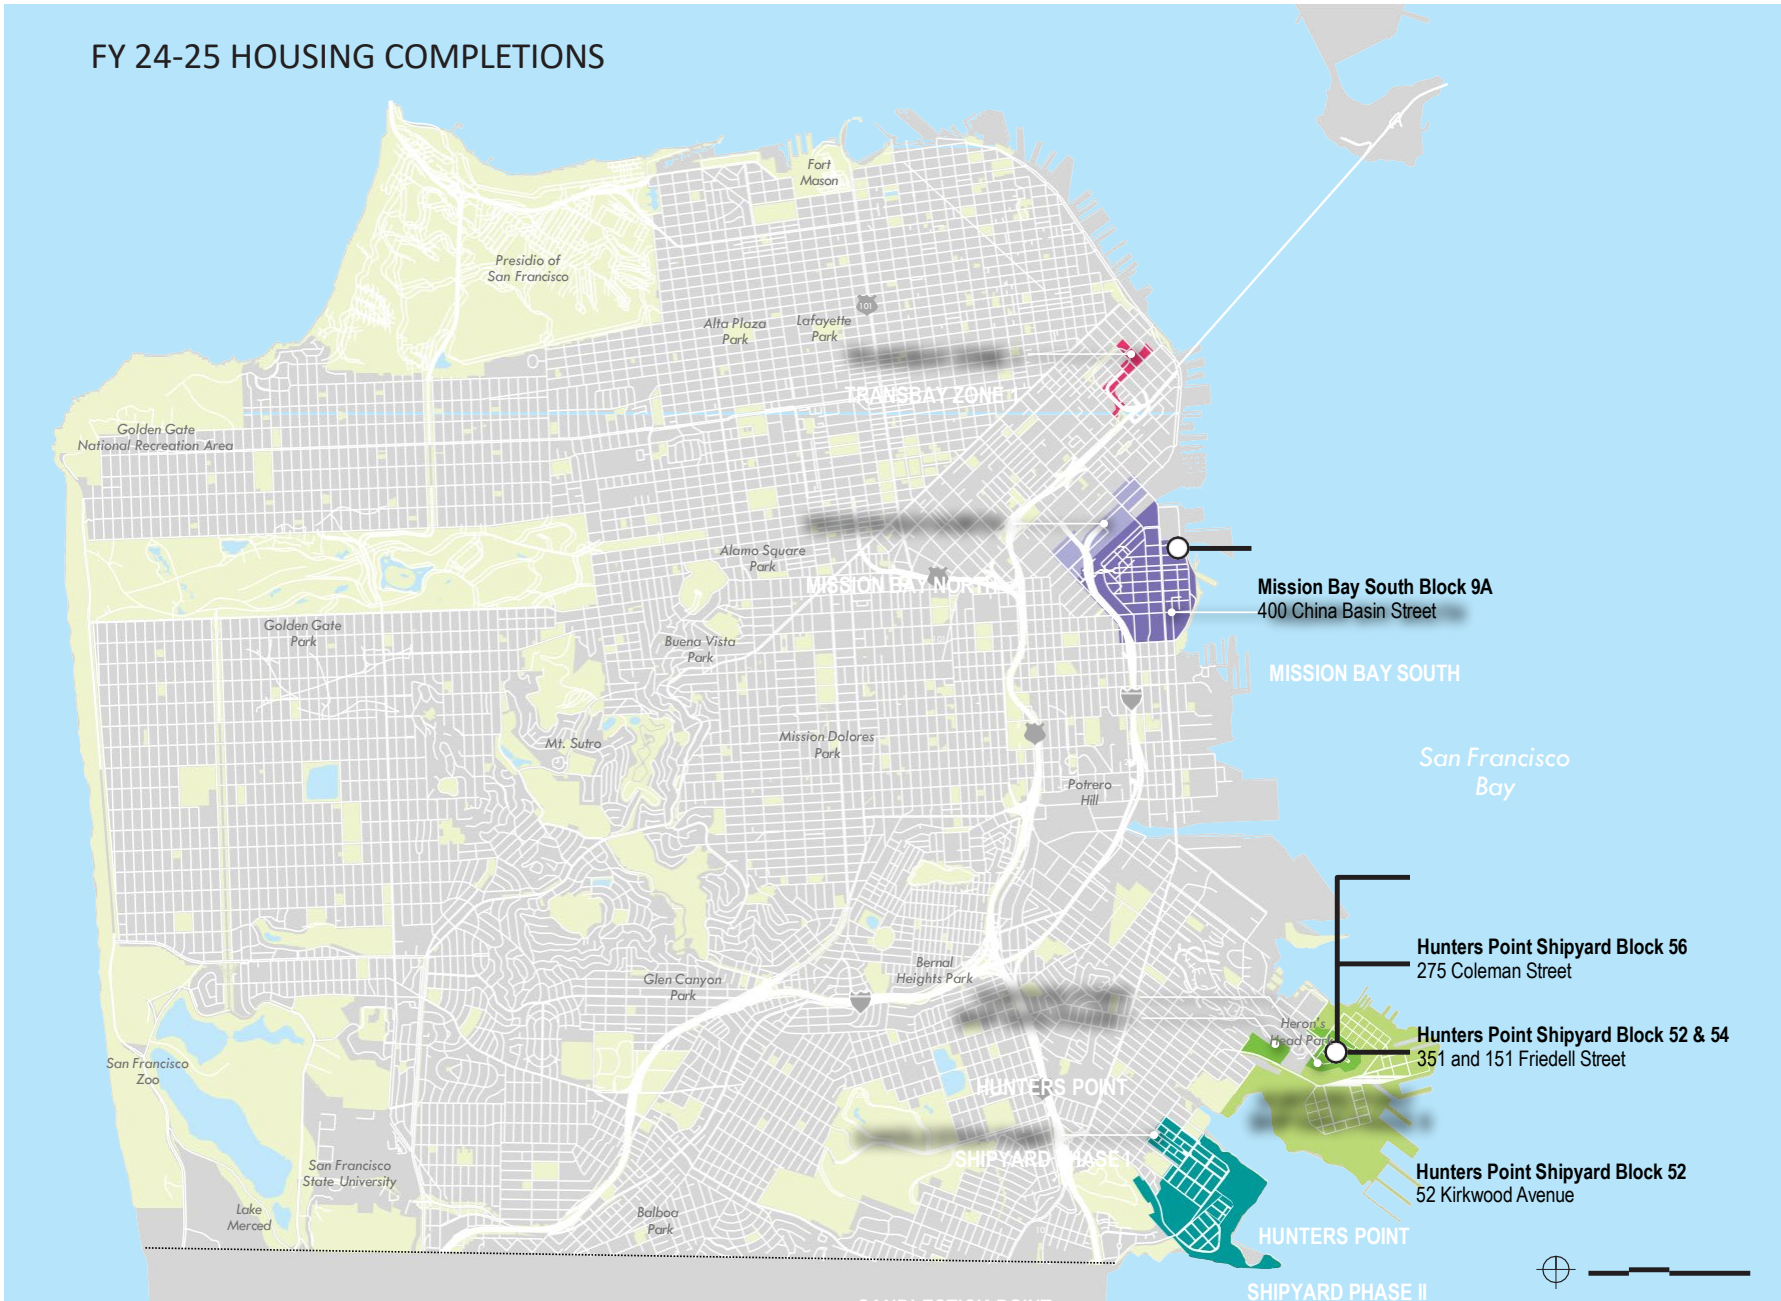 FY 24-25 HOUSING COMPLETIONS
Fort
Mason
Presidio of
San Francisco
101
Alta Plaza
Park
Lafayette
Park
TRANSBAY ZONE 1
Golden Gate
National Recreation Area
Alamo Square
Park
MISSION BAY NORTH
Mission Bay South Block 9A
400 China Basin Street
Golden Gate
Park
Buena Vista
Park
101
MISSION BAY SOUTH
Mt. Sutro
Mission Dolores
Park
San Francisco
Bay
Potrero
Hill
Hunters Point Shipyard Block 56
275 Coleman Street
Bernal
Heights Park
Glen Canyon
Park
Heron's
Head Park
Hunters Point Shipyard Block 52 & 54
351 and 151 Friedell Street
San Francisco
Zoo
HUNTERS POINT
SHIPYARD PHASE I
San Francisco
State University
Hunters Point Shipyard Block 52
52 Kirkwood Avenue
Lake
Merced
Balboa
Park
HUNTERS POINT
SHIPYARD PHASE II
CANDLESTICK POINT